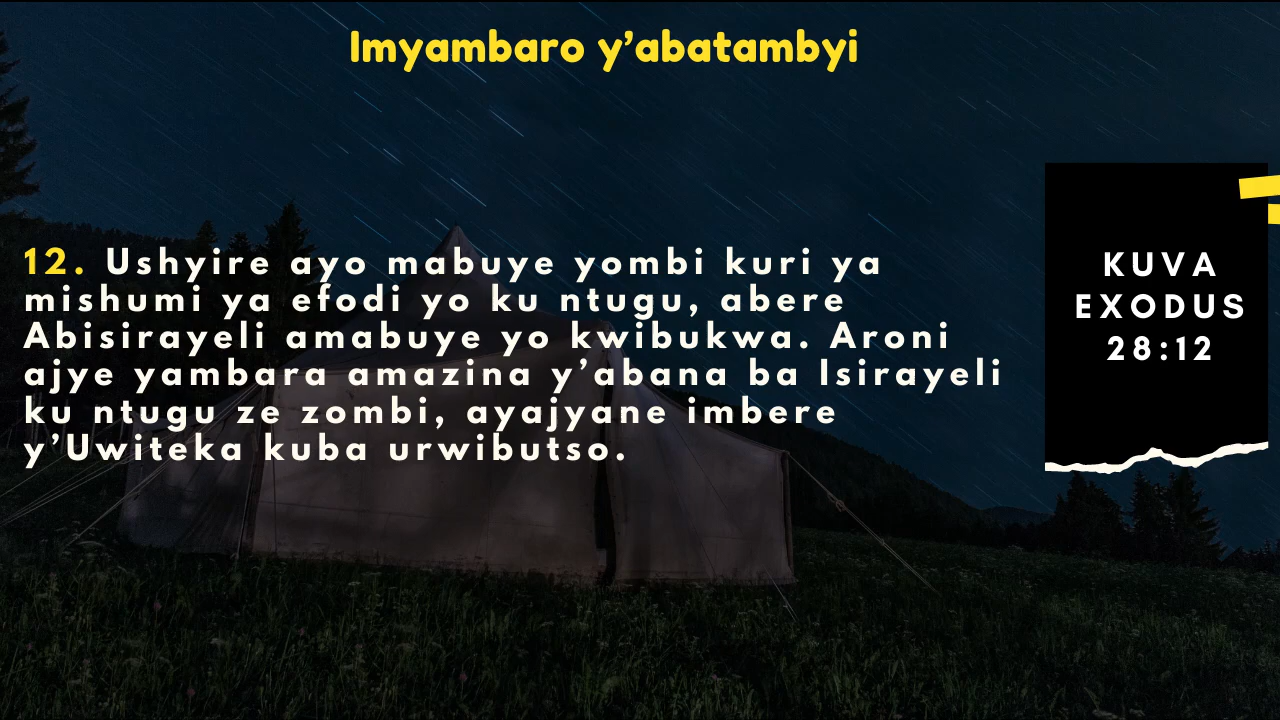 Imyambaro y’abatambyi
12. Ushyire ayo mabuye yombi kuri ya
mishumi ya efodi yo ku ntugu, abere
Abisirayeli amabuye yo kwibukwa. Aroni
ajye yambara amazina y’abana ba Isirayeli
ku ntugu ze zombi, ayajyane imbere
y’Uwiteka kuba urwibutso.
KUVA
EXODUS
28:12